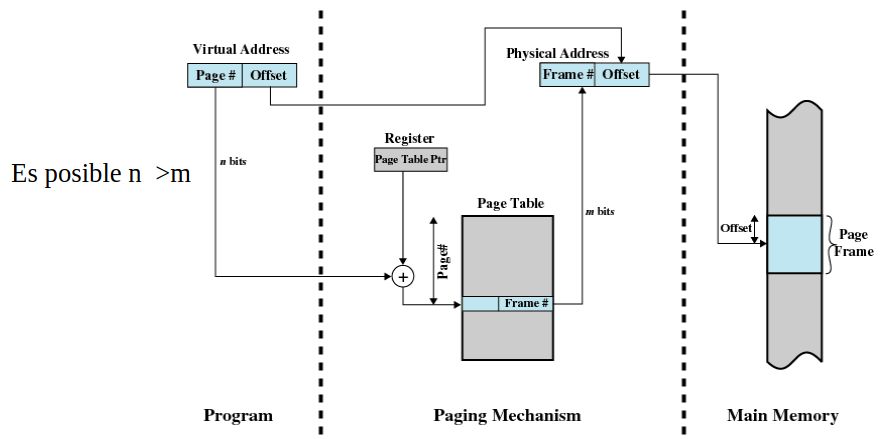 Virtual Address
Page # Offset
Physical Address
Frame # Offset
Register
Page Table Ptr
Es posible n >m
n bits
Page Table
m bits
Page#
+
Frame #
Offset
Page
Frame
Program
Paging Mechanism
Main Memory